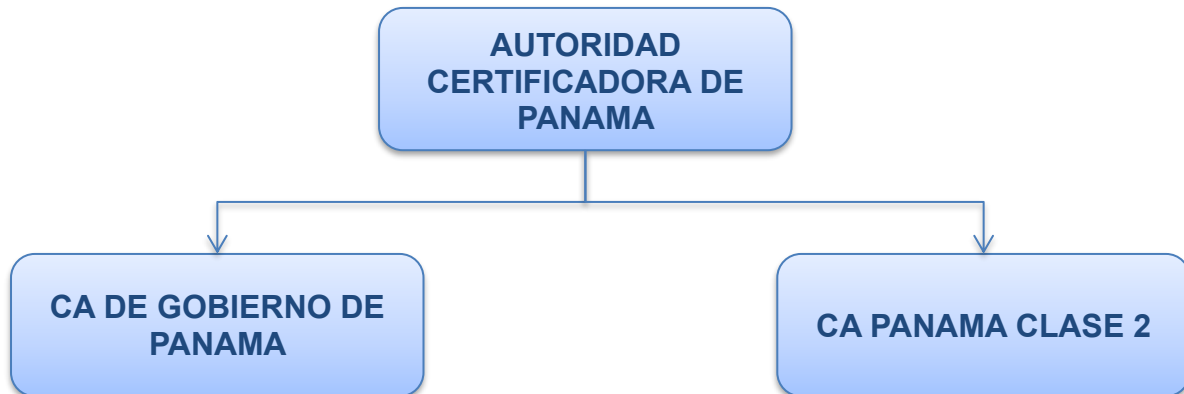 AUTORIDAD
CERTIFICADORA DE
PANAMA
CA DE GOBIERNO DE
PANAMA
CA PANAMA CLASE 2